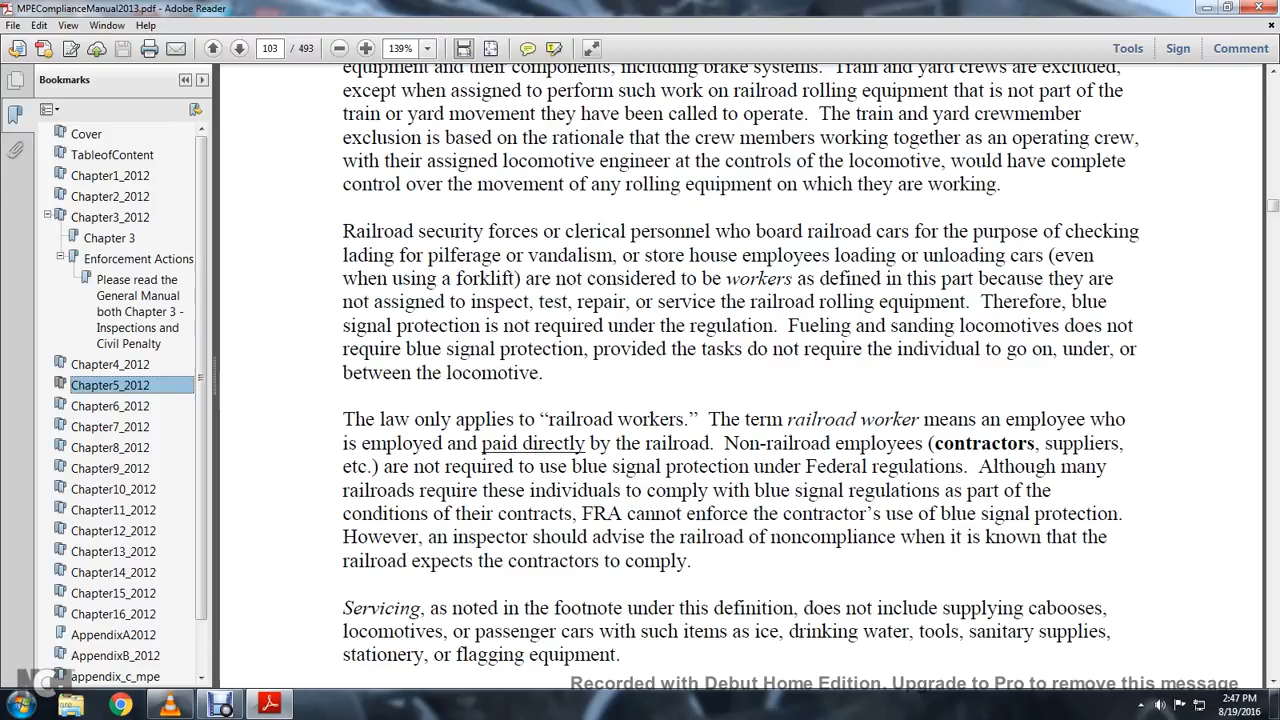 MPEComplianceManual2013.pdf - Adobe Reader
File Edit View Window Help
103 / 493 139% Tools Sign Comment
Bookmarks
Cover
TableofContent
Chapter1_2012
Chapter2_2012
Chapter3_2012
Chapter 3
Enforcement Actions
Please read the
General Manual
both Chapter 3 -
Inspections and
Civil Penalty
Chapter4_2012
Chapter5_2012
Chapter6_2012
Chapter7_2012
Chapter8_2012
Chapter9_2012
Chapter10_2012
Chapter11_2012
Chapter12_2012
Chapter13_2012
Chapter14_2012
Chapter15_2012
Chapter16_2012
AppendixA2012
AppendixB_2012
appendix_c_mpe
equipment and their components, including brake systems. Train and yard crews are excluded,
except when assigned to perform such work on railroad rolling equipment that is not part of the
train or yard movement they have been called to operate. The train and yard crewmember
exclusion is based on the rationale that the crew members working together as an operating crew,
with their assigned locomotive engineer at the controls of the locomotive, would have complete
control over the movement of any rolling equipment on which they are working.
Railroad security forces or clerical personnel who board railroad cars for the purpose of checking
lading for pilferage or vandalism, or store house employees loading or unloading cars (even
when using a forklift) are not considered to be workers as defined in this part because they are
not assigned to inspect, test, repair, or service the railroad rolling equipment. Therefore, blue
signal protection is not required under the regulation. Fueling and sanding locomotives does not
require blue signal protection, provided the tasks do not require the individual to go on, under, or
between the locomotive.
The law only applies to “railroad workers.” The term railroad worker means an employee who
is employed and paid directly by the railroad. Non-railroad employees (contractors, suppliers,
etc.) are not required to use blue signal protection under Federal regulations. Although many
railroads require these individuals to comply with blue signal regulations as part of the
conditions of their contracts, FRA cannot enforce the contractor’s use of blue signal protection.
However, an inspector should advise the railroad of noncompliance when it is known that the
railroad expects the contractors to comply.
Servicing, as noted in the footnote under this definition, does not include supplying cabooses,
locomotives, or passenger cars with such items as ice, drinking water, tools, sanitary supplies,
stationery, or flagging equipment.
Recorded with Debut Home Edition. Upgrade to Pro to remove this message
2:47 PM
8/19/2016